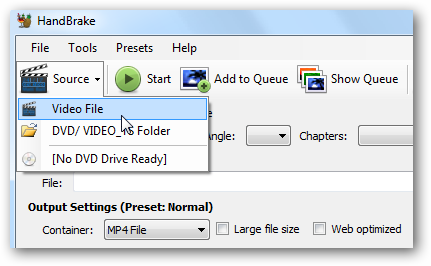 HandBrake
File Tools Presets Help
Source Start Add to Queue Show Queue
Video File
DVD/ VIDEO_TS Folder
Angle: Chapters:
[No DVD Drive Ready]
File:
Output Settings (Preset: Normal)
Container: MP4 File Large file size Web optimized